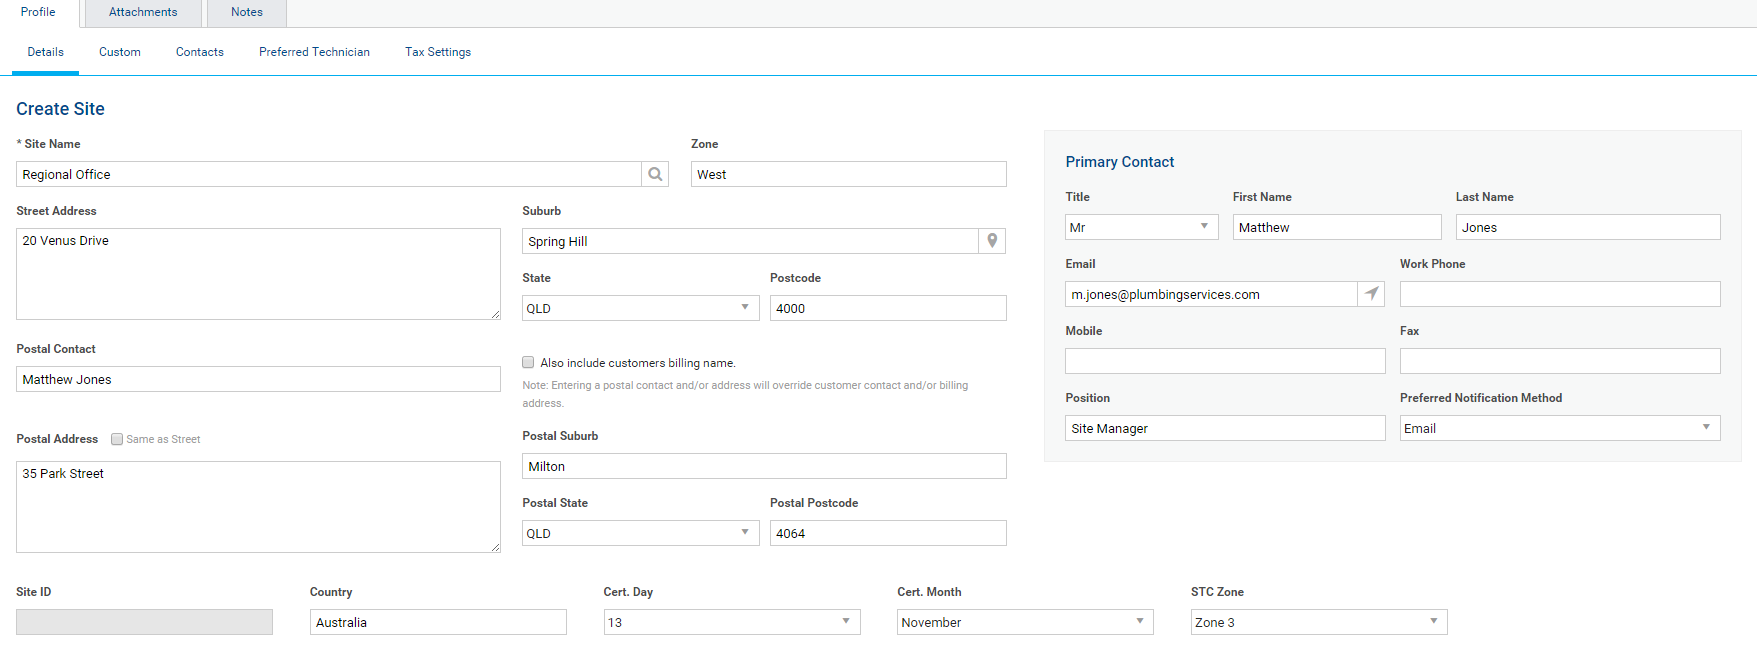 Profile Attachments Notes
Details Custom Contacts Preferred Technician Tax Settings
Create Site
* Site Name Zone
Regional Office West
Street Address Suburb
20 Venus Drive Spring Hill
State Postcode
QLD 4000
Postal Contact
Matthew Jones
Also include customers billing name.
Note: Entering a postal contact and/or address will override customer contact and/or billing
address.
Postal Address Same as Street
35 Park Street
Postal Suburb
Milton
Postal State Postal Postcode
QLD 4064
Primary Contact
Title First Name Last Name
Mr Matthew Jones
Email Work Phone
m.jones@plumbingservices.com
Mobile Fax
Position Preferred Notification Method
Site Manager Email
Site ID Country Cert. Day Cert. Month STC Zone
Australia 13 November Zone 3